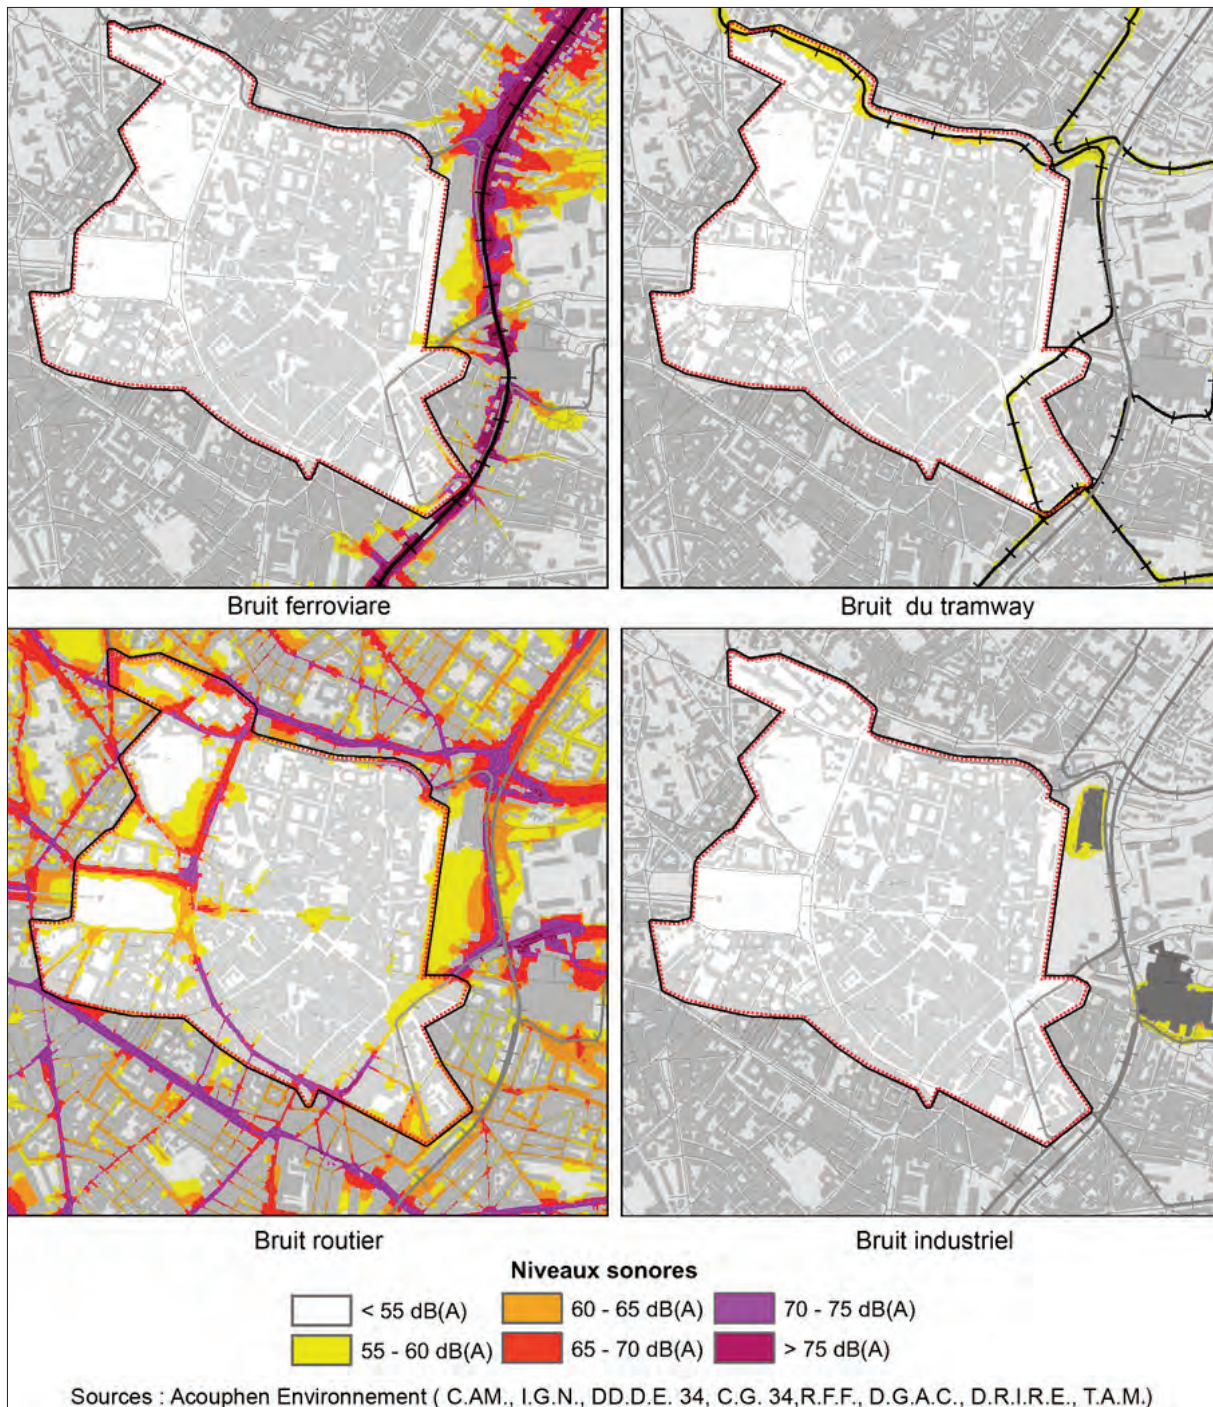 Bruit ferroviare
Bruit du tramway
Bruit routier
Bruit industriel
Niveaux sonores
< 55 dB(A)
60 - 65 dB(A)
70 - 75 dB(A)
55 - 60 dB(A)
65 - 70 dB(A)
> 75 dB(A)
Sources : Acouphen Environnement ( C.AM., I.G.N., DD.D.E. 34, C.G. 34,R.F.F., D.G.A.C., D.R.I.R.E., T.A.M.)